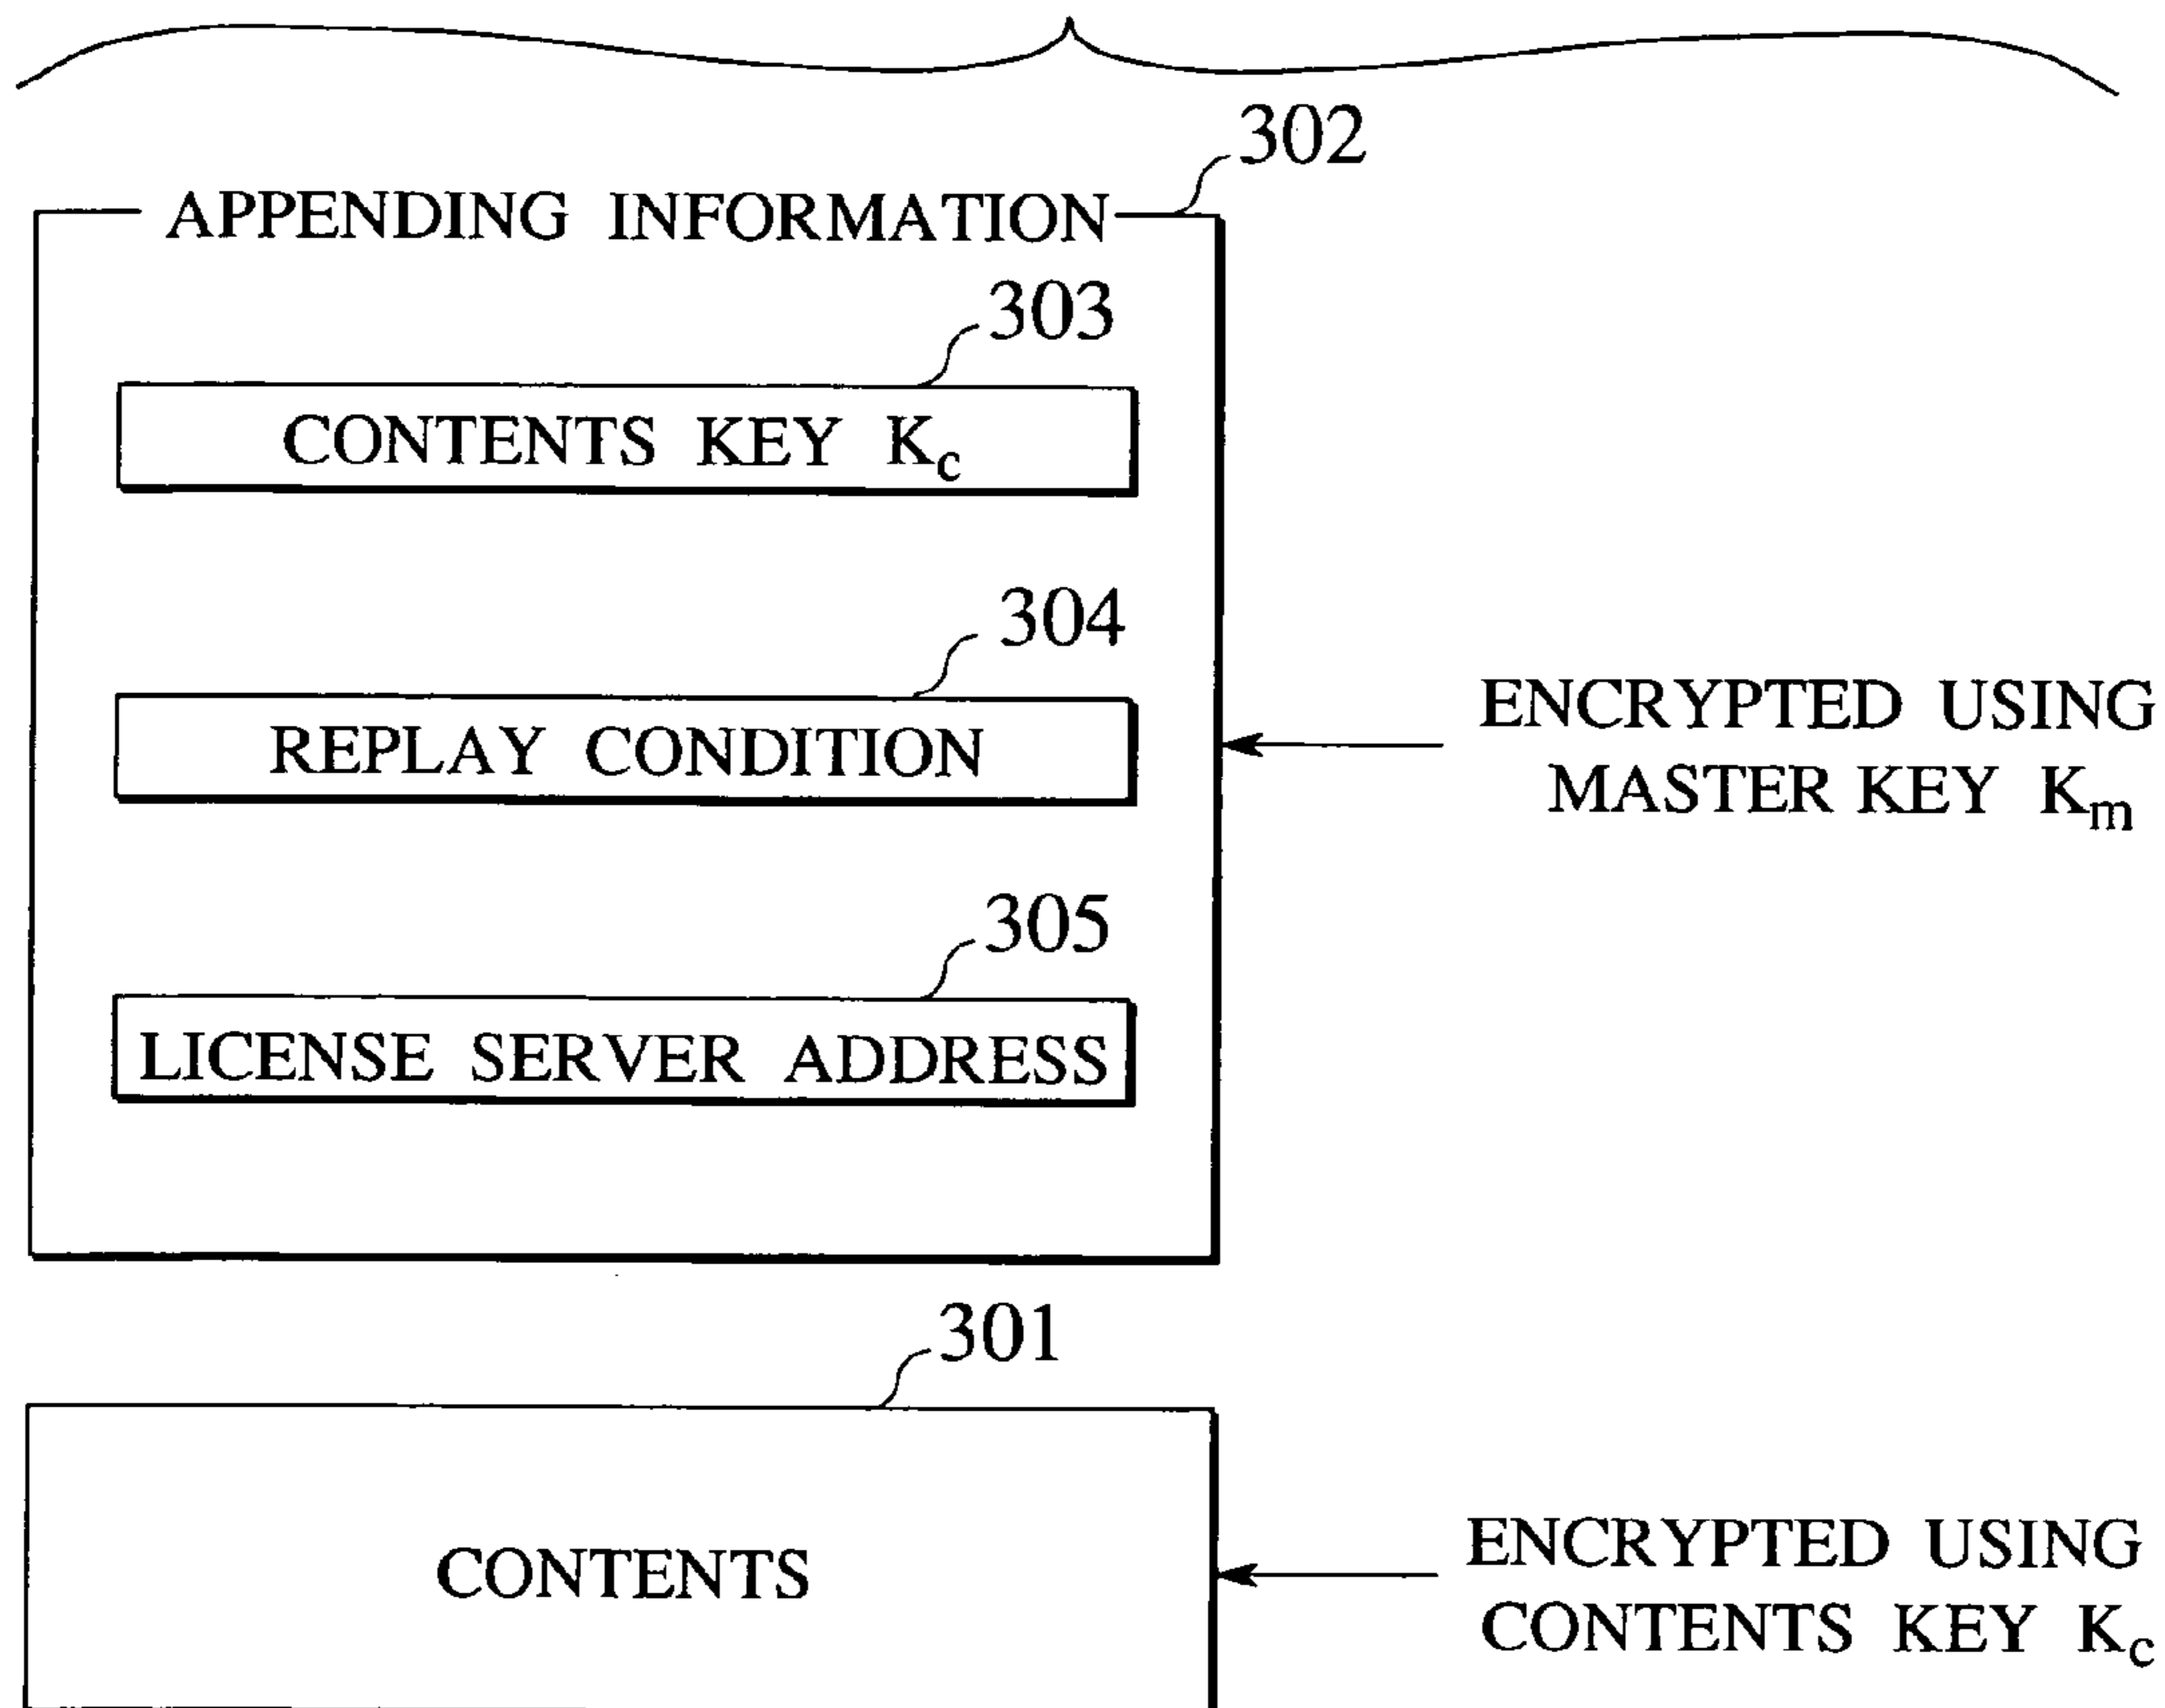 302
APPENDING INFORMATION
303
CONTENTS KEY Kc
304
REPLAY CONDITION
ENCRYPTED USING
MASTER KEY Km
305
LICENSE SERVER ADDRESS
301
CONTENTS
ENCRYPTED USING
CONTENTS KEY Kc